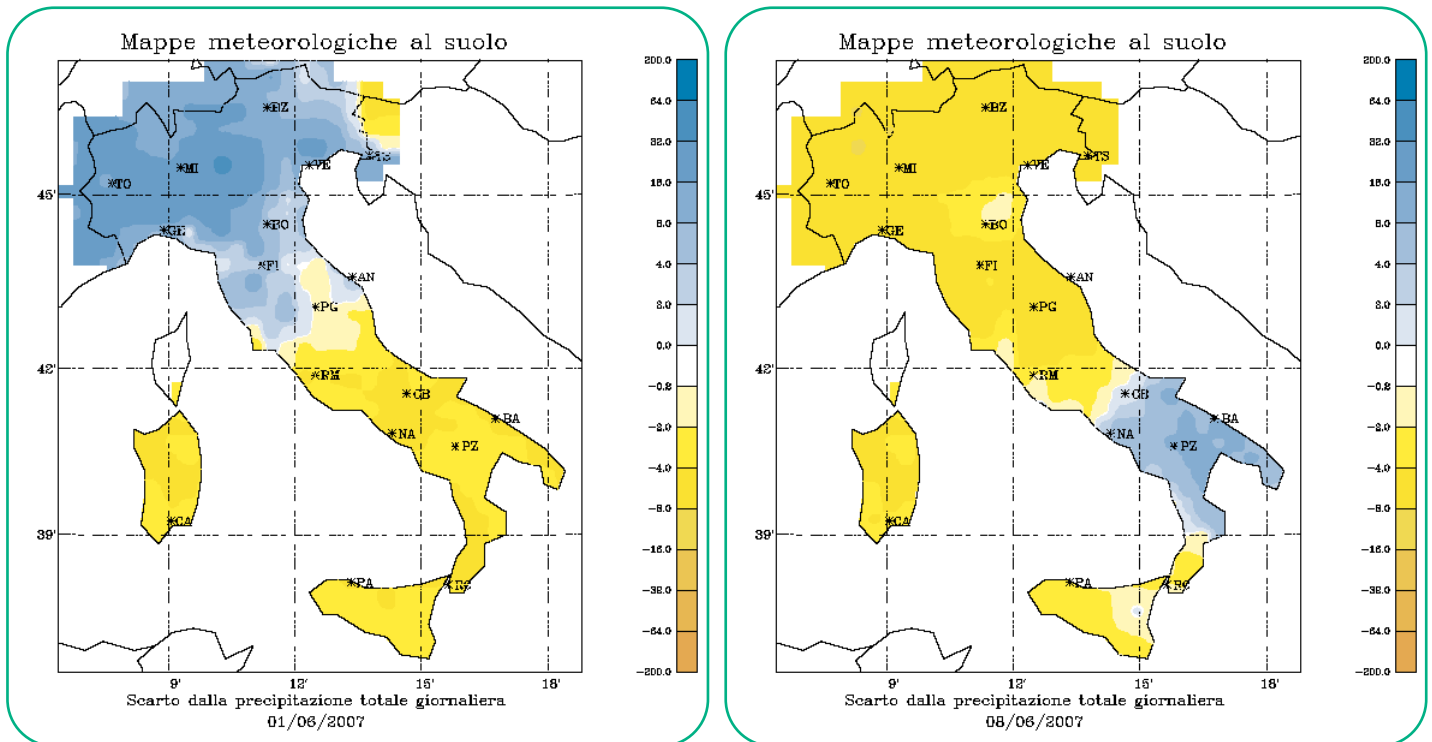 Mappe meteorologiche al suolo
200.0
64.0
32.0
16.0
8.0
4.0
2.0
0.0
-0.8
-2.0
-4.0
-8.0
-16.0
-32.0
-64.0
-200.0
45'
42'
39'
BZ
TS
VE
MI
TO
GE
BO
FI
AN
PG
RM
CB
BA
NA
PZ
CA
PA
RC
9'
12'
15'
18'
Scarto dalla precipitazione totale giornaliera
01/06/2007
Mappe meteorologiche al suolo
200.0
64.0
32.0
16.0
8.0
4.0
2.0
0.0
-0.8
-2.0
-4.0
-8.0
-16.0
-32.0
-64.0
-200.0
45'
42'
39'
BZ
TS
VE
MI
TO
GE
BO
FI
AN
PG
RM
CB
BA
NA
PZ
CA
PA
RC
9'
12'
15'
18'
Scarto dalla precipitazione totale giornaliera
08/06/2007